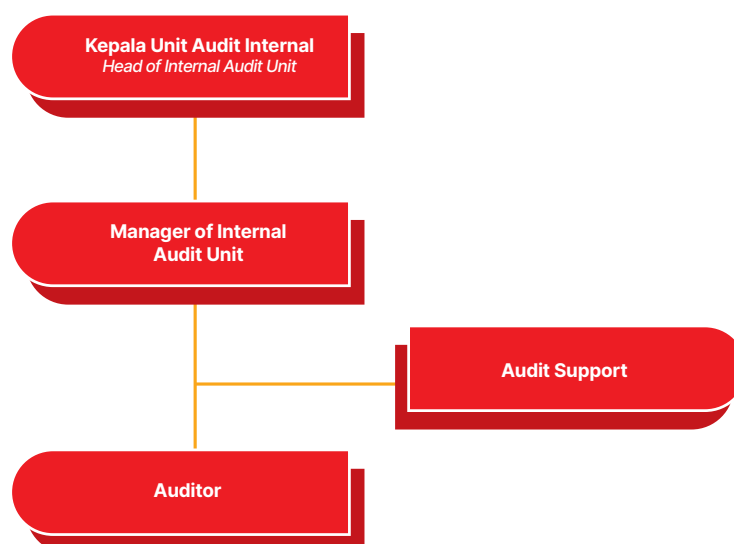 Kepala Unit Audit Internal
Head of Internal Audit Unit
Manager of Internal
Audit Unit
Audit Support
Auditor